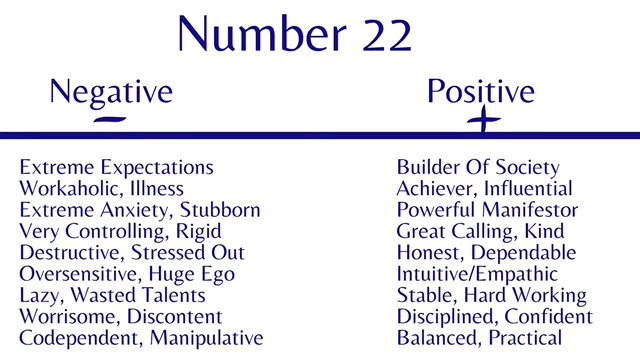 Number 22
Negative
Positive
−
+
Extreme Expectations
Workaholic, Illness
Extreme Anxiety, Stubborn
Very Controlling, Rigid
Destructive, Stressed Out
Oversensitive, Huge Ego
Lazy, Wasted Talents
Worrisome, Discontent
Codependent, Manipulative
Builder Of Society
Achiever, Influential
Powerful Manifestor
Great Calling, Kind
Honest, Dependable
Intuitive/Empathic
Stable, Hard Working
Disciplined, Confident
Balanced, Practical